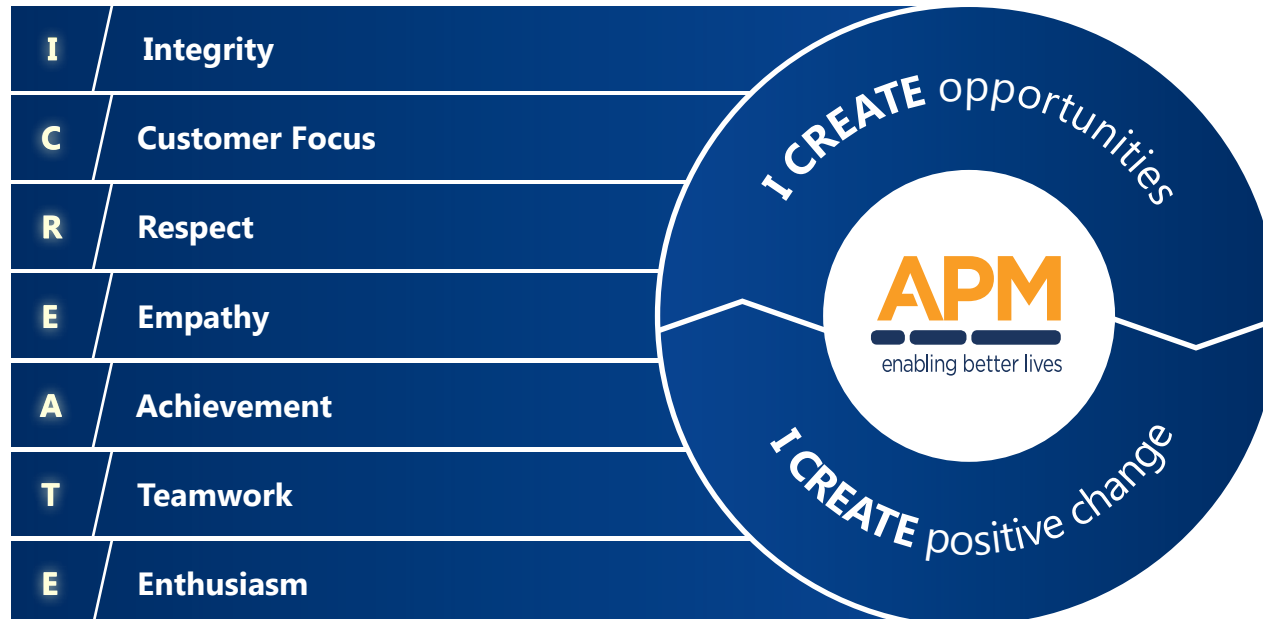 I Integrity
C Customer Focus
R Respect
E Empathy
A Achievement
T Teamwork
E Enthusiasm
I CREATE opportunities
APM
enabling better lives
I CREATE positive change